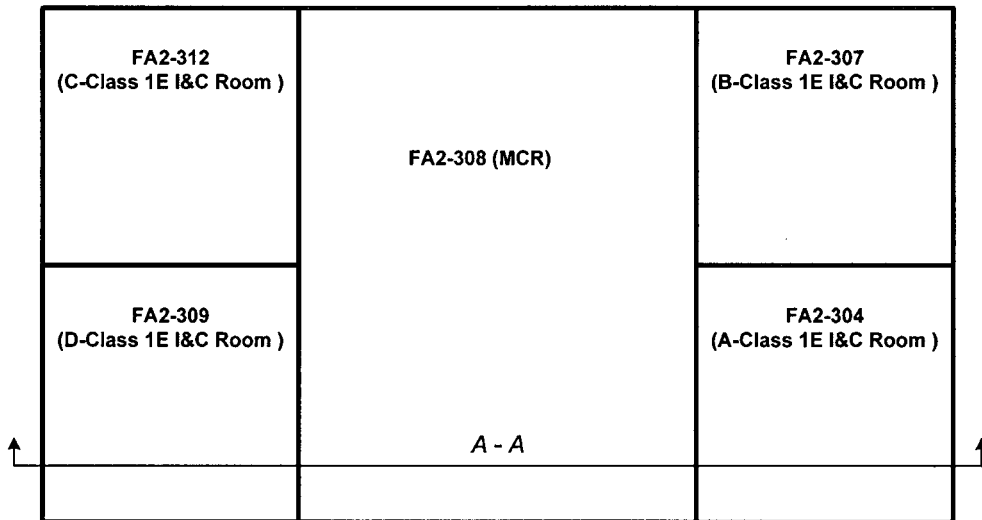 FA2-312
(C-Class 1E I&C Room )
FA2-308 (MCR)
FA2-307
(B-Class 1E I&C Room )
FA2-309
(D-Class 1E I&C Room )
FA2-304
(A-Class 1E I&C Room )
A - A